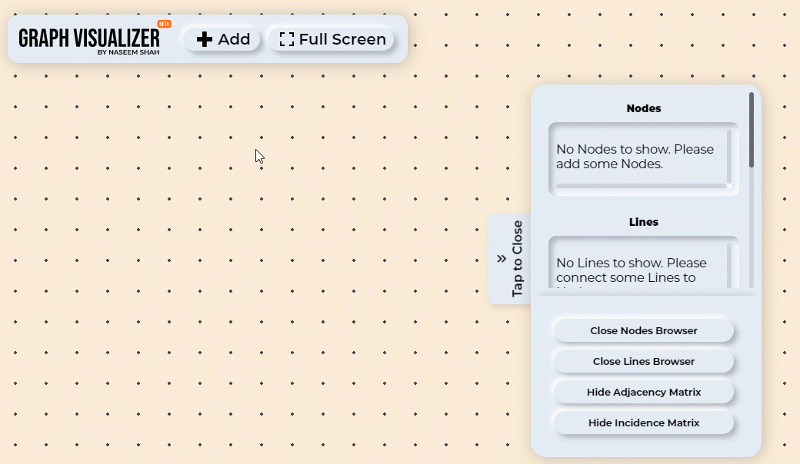 GRAPH VISUALIZER
BETA
BY NASEEM SHAH
Add
Full Screen
Nodes
No Nodes to show. Please
add some Nodes.
Lines
No Lines to show. Please
connect some Lines to
Tap to Close
Close Nodes Browser
Close Lines Browser
Hide Adjacency Matrix
Hide Incidence Matrix